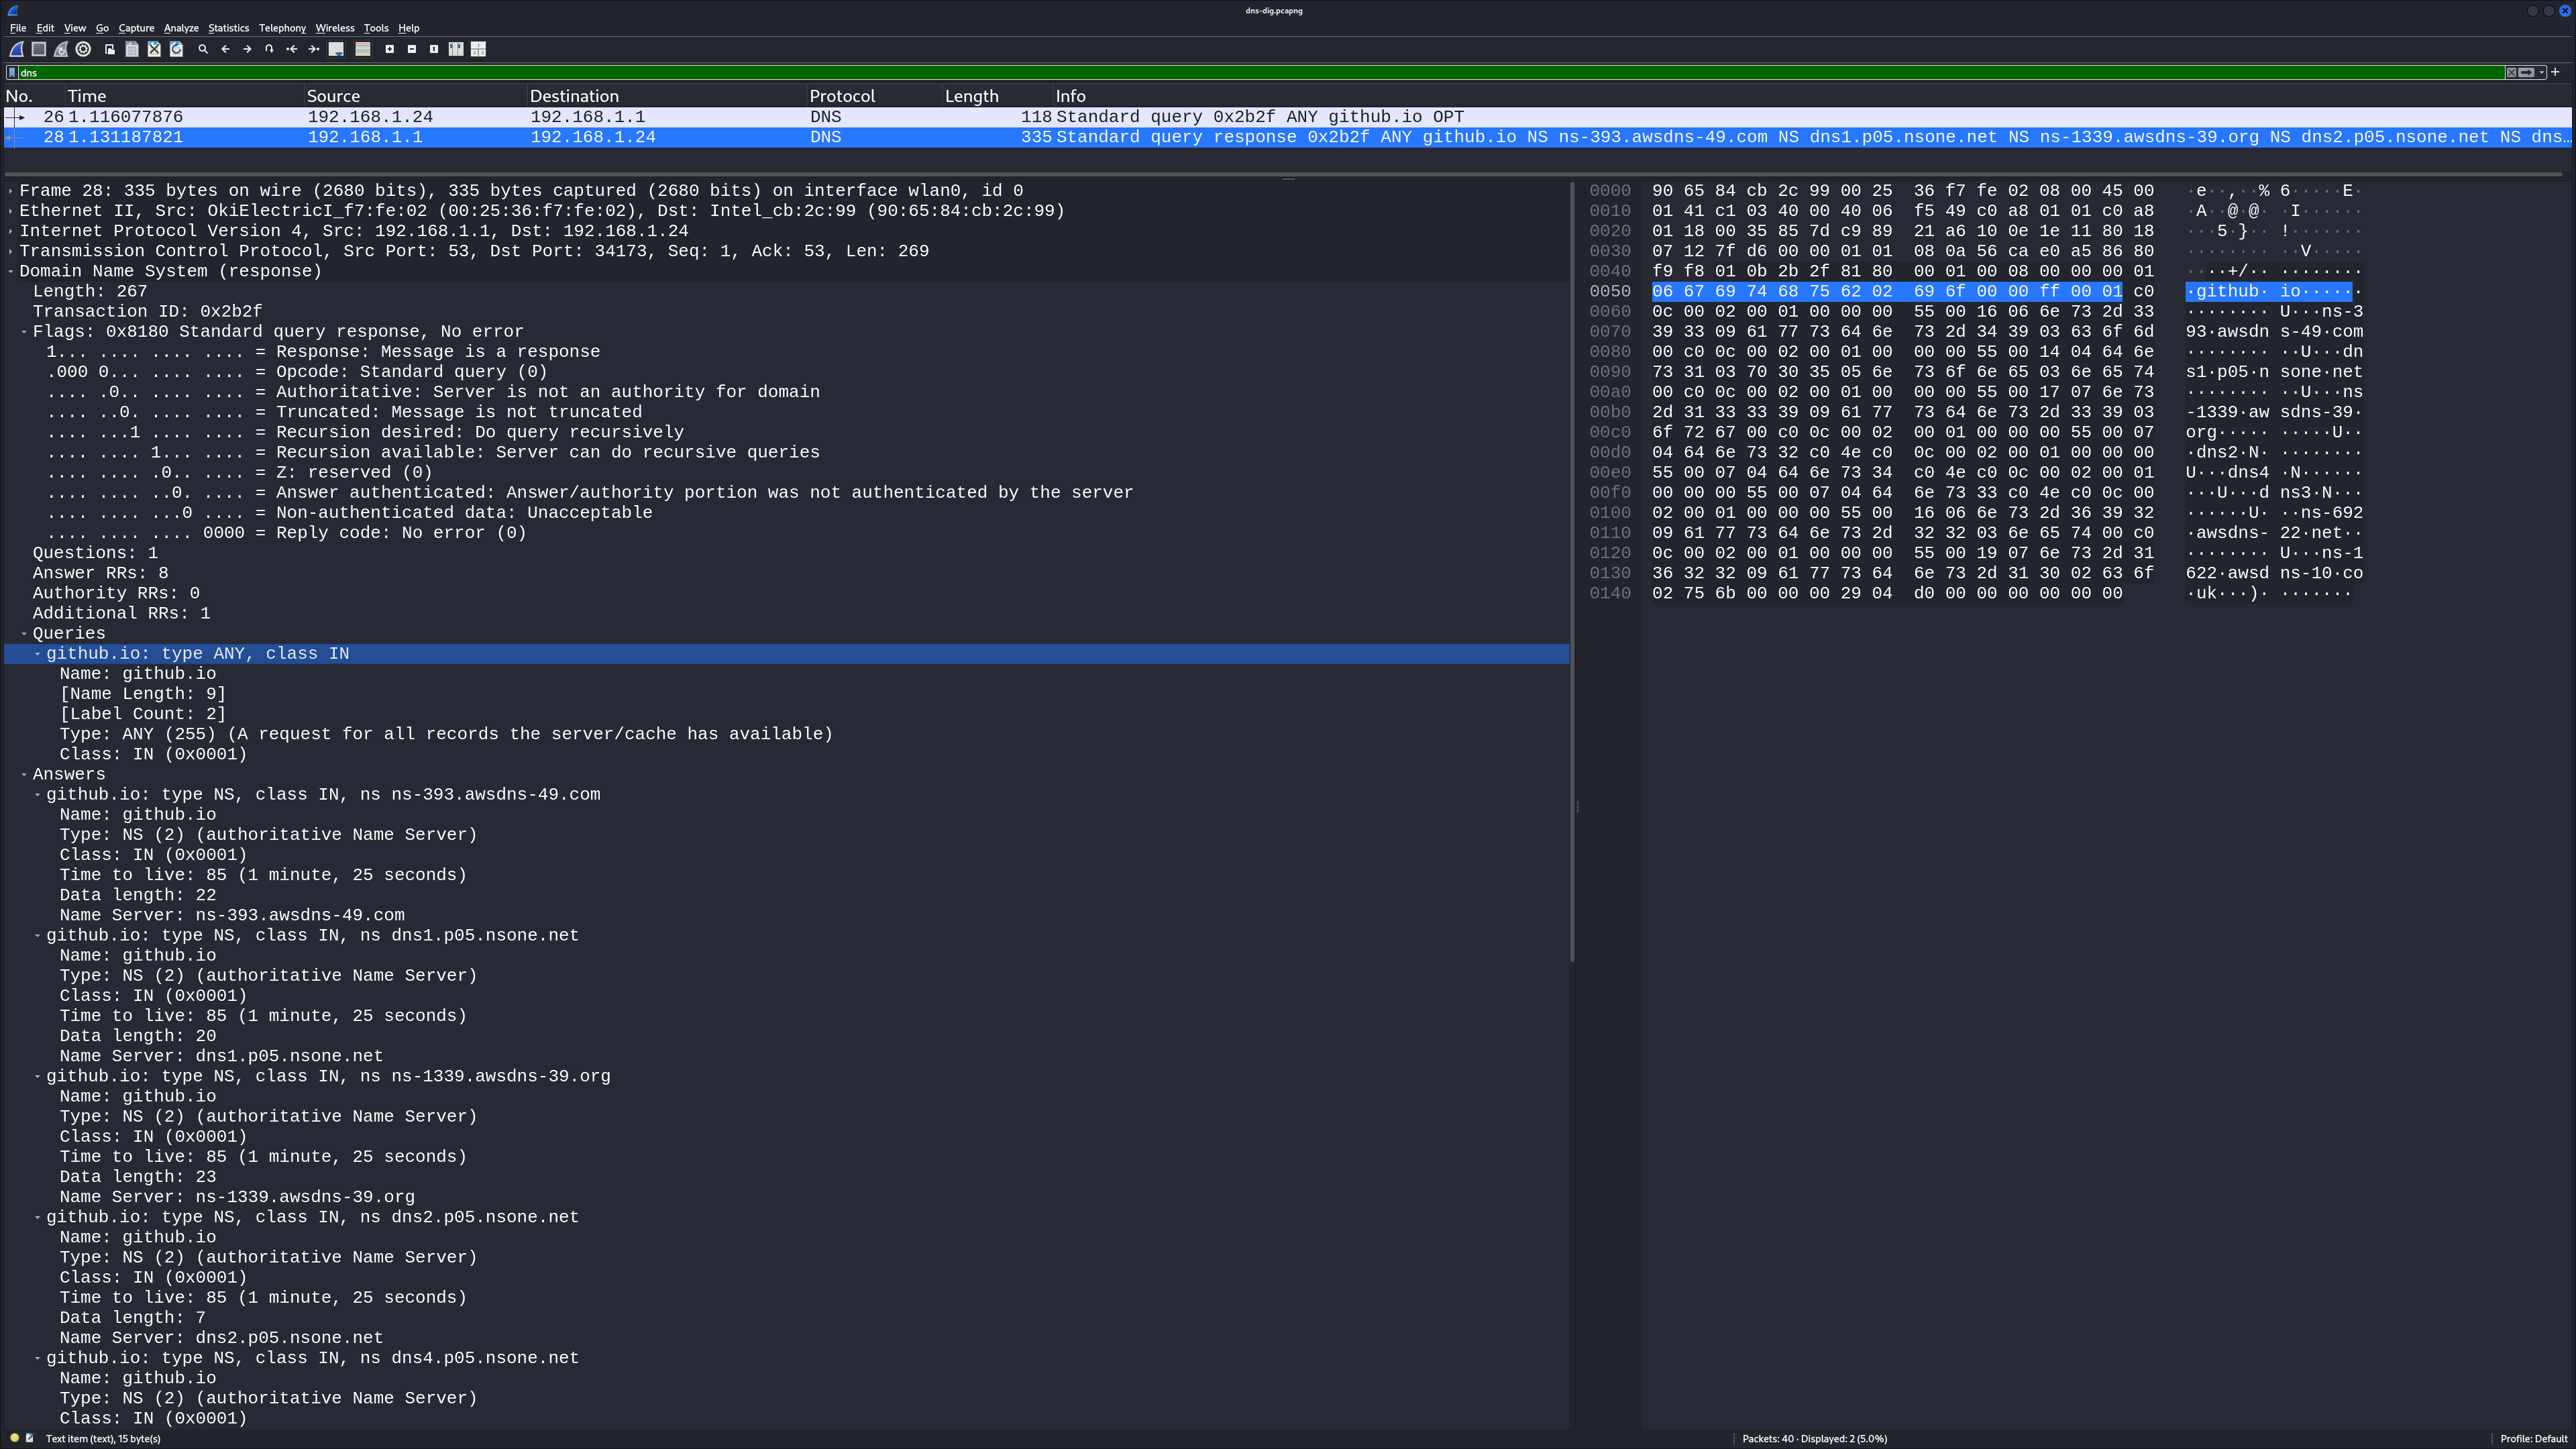 dns-dig.pcapng
File Edit View Go Capture Analyze Statistics Telephony Wireless Tools Help
dns
No. Time Source Destination Protocol Length Info
26 1.116077876 192.168.1.24 192.168.1.1 DNS 118 Standard query 0x2b2f ANY github.io OPT
28 1.131187821 192.168.1.1 192.168.1.24 DNS 335 Standard query response 0x2b2f ANY github.io NS ns-393.awsdns-49.com NS dns1.p05.nsone.net NS ns-1339.awsdns-39.org NS dns2.p05.nsone.net NS dns…
Frame 28: 335 bytes on wire (2680 bits), 335 bytes captured (2680 bits) on interface wlan0, id 0
Ethernet II, Src: OkiElectricI_f7:fe:02 (00:25:36:f7:fe:02), Dst: Intel_cb:2c:99 (90:65:84:cb:2c:99)
Internet Protocol Version 4, Src: 192.168.1.1, Dst: 192.168.1.24
Transmission Control Protocol, Src Port: 53, Dst Port: 34173, Seq: 1, Ack: 53, Len: 269
Domain Name System (response)
Length: 267
Transaction ID: 0x2b2f
Flags: 0x8180 Standard query response, No error
1... .... .... .... = Response: Message is a response
.000 0... .... .... = Opcode: Standard query (0)
.... .0.. .... .... = Authoritative: Server is not an authority for domain
.... ..0. .... .... = Truncated: Message is not truncated
.... ...1 .... .... = Recursion desired: Do query recursively
.... .... 1... .... = Recursion available: Server can do recursive queries
.... .... .0.. .... = Z: reserved (0)
.... .... ..0. .... = Answer authenticated: Answer/authority portion was not authenticated by the server
.... .... ...0 .... = Non-authenticated data: Unacceptable
.... .... .... 0000 = Reply code: No error (0)
Questions: 1
Answer RRs: 8
Authority RRs: 0
Additional RRs: 1
Queries
github.io: type ANY, class IN
Name: github.io
[Name Length: 9]
[Label Count: 2]
Type: ANY (255) (A request for all records the server/cache has available)
Class: IN (0x0001)
Answers
github.io: type NS, class IN, ns ns-393.awsdns-49.com
Name: github.io
Type: NS (2) (authoritative Name Server)
Class: IN (0x0001)
Time to live: 85 (1 minute, 25 seconds)
Data length: 22
Name Server: ns-393.awsdns-49.com
github.io: type NS, class IN, ns dns1.p05.nsone.net
Name: github.io
Type: NS (2) (authoritative Name Server)
Class: IN (0x0001)
Time to live: 85 (1 minute, 25 seconds)
Data length: 20
Name Server: dns1.p05.nsone.net
github.io: type NS, class IN, ns ns-1339.awsdns-39.org
Name: github.io
Type: NS (2) (authoritative Name Server)
Class: IN (0x0001)
Time to live: 85 (1 minute, 25 seconds)
Data length: 23
Name Server: ns-1339.awsdns-39.org
github.io: type NS, class IN, ns dns2.p05.nsone.net
Name: github.io
Type: NS (2) (authoritative Name Server)
Class: IN (0x0001)
Time to live: 85 (1 minute, 25 seconds)
Data length: 7
Name Server: dns2.p05.nsone.net
github.io: type NS, class IN, ns dns4.p05.nsone.net
Name: github.io
Type: NS (2) (authoritative Name Server)
Class: IN (0x0001)
0000 90 65 84 cb 2c 99 00 25 36 f7 fe 02 08 00 45 00 ·e··,··% 6·····E·
0010 01 41 c1 03 40 00 40 06 f5 49 c0 a8 01 01 c0 a8 ·A··@·@· ·I······
0020 01 18 00 35 85 7d c9 89 21 a6 10 0e 1e 11 80 18 ···5·}·· !·······
0030 07 12 7f d6 00 00 01 01 08 0a 56 ca e0 a5 86 80 ········ ··V·····
0040 f9 f8 01 0b 2b 2f 81 80 00 01 00 08 00 00 00 01 ····+/·· ········
0050 06 67 69 74 68 75 62 02 69 6f 00 00 ff 00 01 c0 ·github· io······
0060 0c 00 02 00 01 00 00 00 55 00 16 06 6e 73 2d 33 ········ U···ns-3
0070 39 33 09 61 77 73 64 6e 73 2d 34 39 03 63 6f 6d 93·awsdn s-49·com
0080 00 c0 0c 00 02 00 01 00 00 00 55 00 14 04 64 6e ········ ··U···dn
0090 73 31 03 70 30 35 05 6e 73 6f 6e 65 03 6e 65 74 s1·p05·n sone·net
00a0 00 c0 0c 00 02 00 01 00 00 00 55 00 17 07 6e 73 ········ ··U···ns
00b0 2d 31 33 33 39 09 61 77 73 64 6e 73 2d 33 39 03 -1339·aw sdns-39·
00c0 6f 72 67 00 c0 0c 00 02 00 01 00 00 00 55 00 07 org····· ·····U··
00d0 04 64 6e 73 32 c0 4e c0 0c 00 02 00 01 00 00 00 ·dns2·N· ········
00e0 55 00 07 04 64 6e 73 34 c0 4e c0 0c 00 02 00 01 U···dns4 ·N······
00f0 00 00 00 55 00 07 04 64 6e 73 33 c0 4e c0 0c 00 ···U···d ns3·N···
0100 02 00 01 00 00 00 55 00 16 06 6e 73 2d 36 39 32 ······U· ··ns-692
0110 09 61 77 73 64 6e 73 2d 32 32 03 6e 65 74 00 c0 ·awsdns- 22·net··
0120 0c 00 02 00 01 00 00 00 55 00 19 07 6e 73 2d 31 ········ U···ns-1
0130 36 32 32 09 61 77 73 64 6e 73 2d 31 30 02 63 6f 622·awsd ns-10·co
0140 02 75 6b 00 00 00 29 04 d0 00 00 00 00 00 00 ·uk···)· ·······
Text item (text), 15 byte(s)
Packets: 40 · Displayed: 2 (5.0%)
Profile: Default